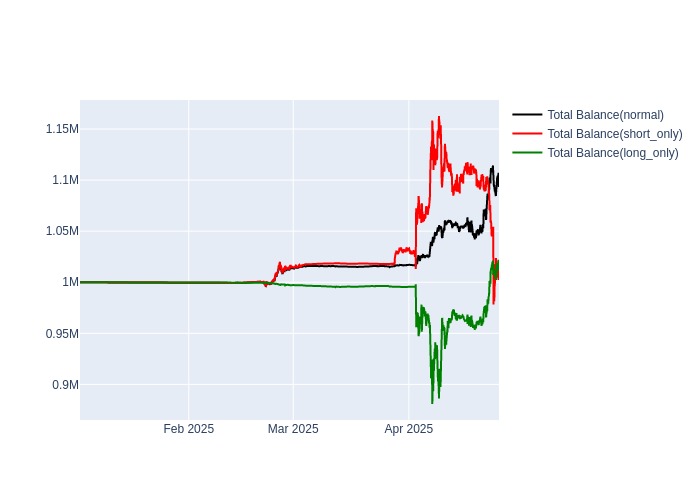 1.15M
1.1M
1.05M
1M
0.95M
0.9M
Feb 2025
Mar 2025
Apr 2025
Total Balance(normal)
Total Balance(short_only)
Total Balance(long_only)